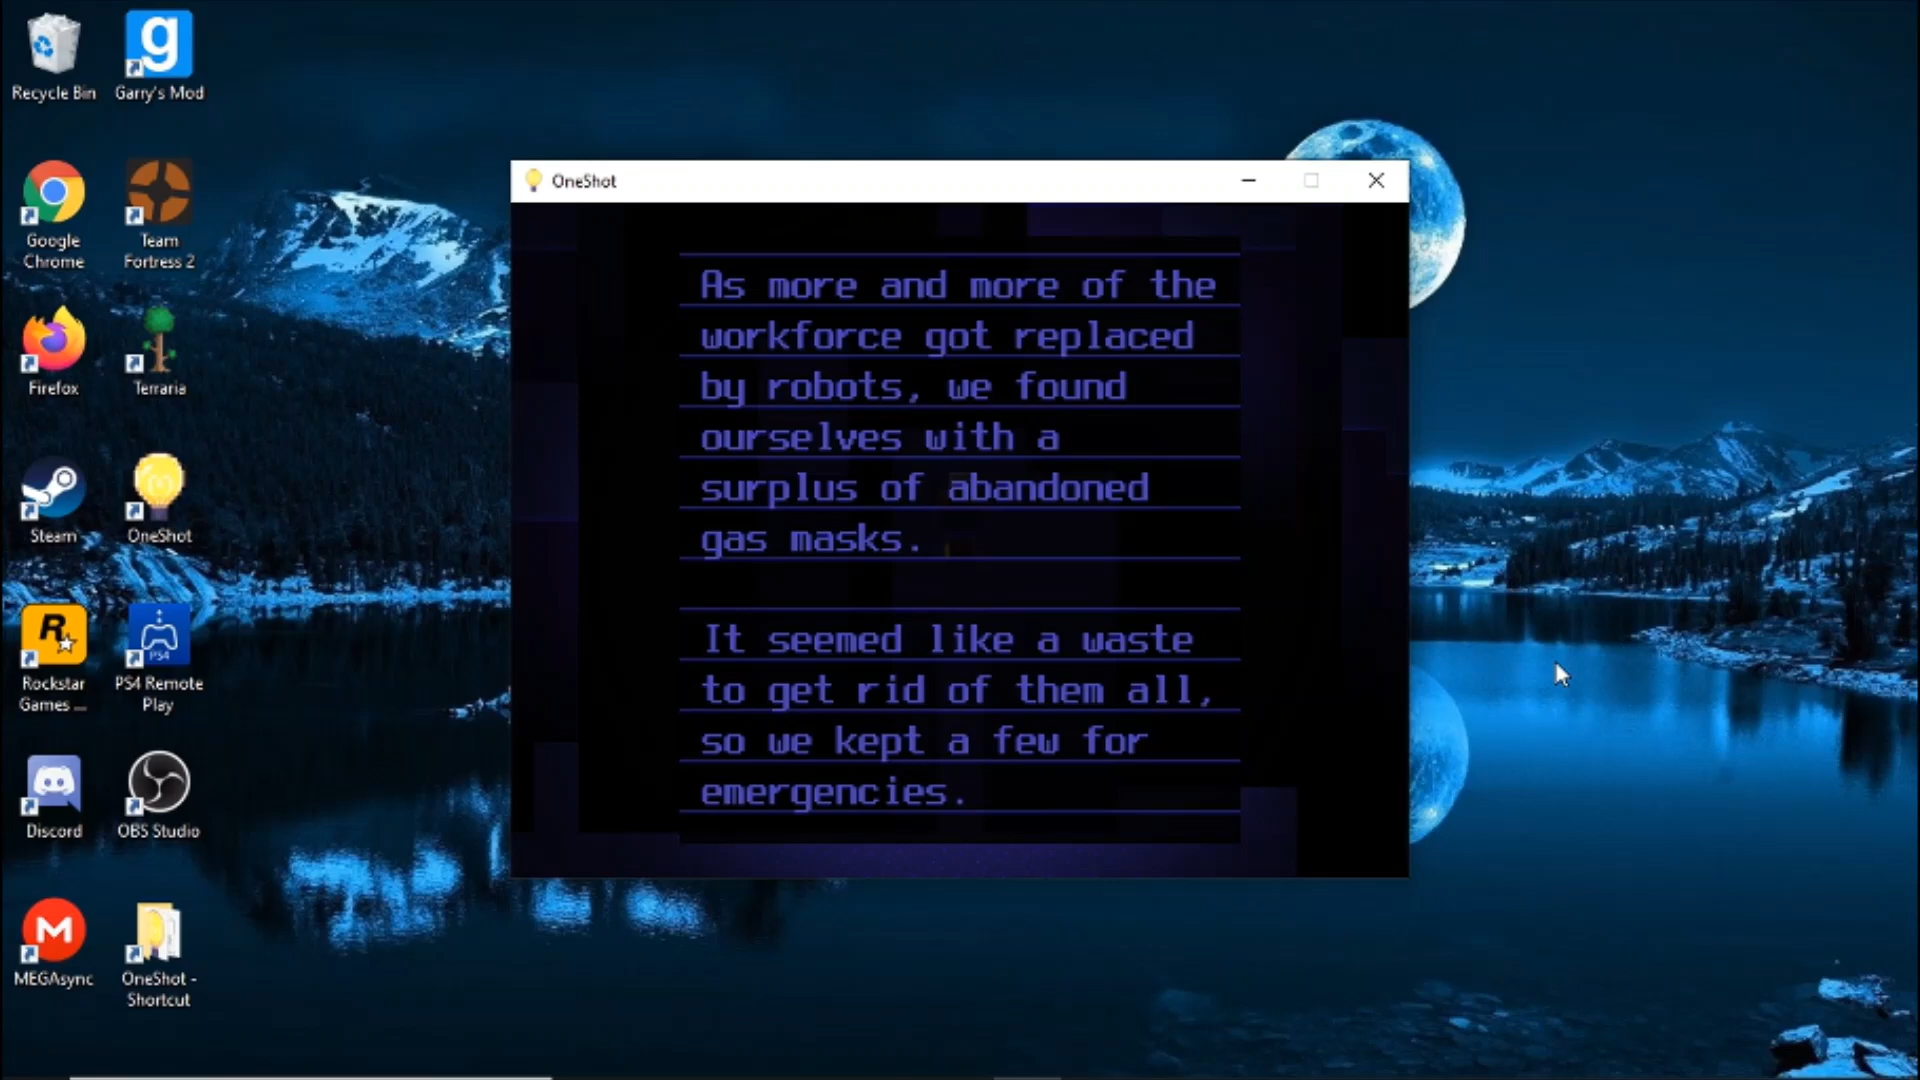 Recycle Bin
Garry's Mod
Google
Chrome
Team
Fortress 2
Firefox
Terraria
Steam
OneShot
Rockstar
Games ...
PS4 Remote
Play
PS4
Discord
OBS Studio
MEGAsync
OneShot -
Shortcut
OneShot
As more and more of the
workforce got replaced
by robots, we found
ourselves with a
surplus of abandoned
gas masks.
It seemed like a waste
to get rid of them all,
so we kept a few for
emergencies.